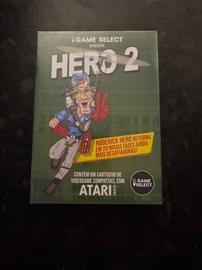 GAME SELECT
APRESENTA
HERO 2
RODERICK HERO RETORNA
EM 20 NOVAS FASES AINDA
MAIS DESAFIADORAS!
CONTÉM UM CARTUCHO DE
VIDEOGAME COMPATÍVEL COM
ATARI 2600
GAME
SELECT